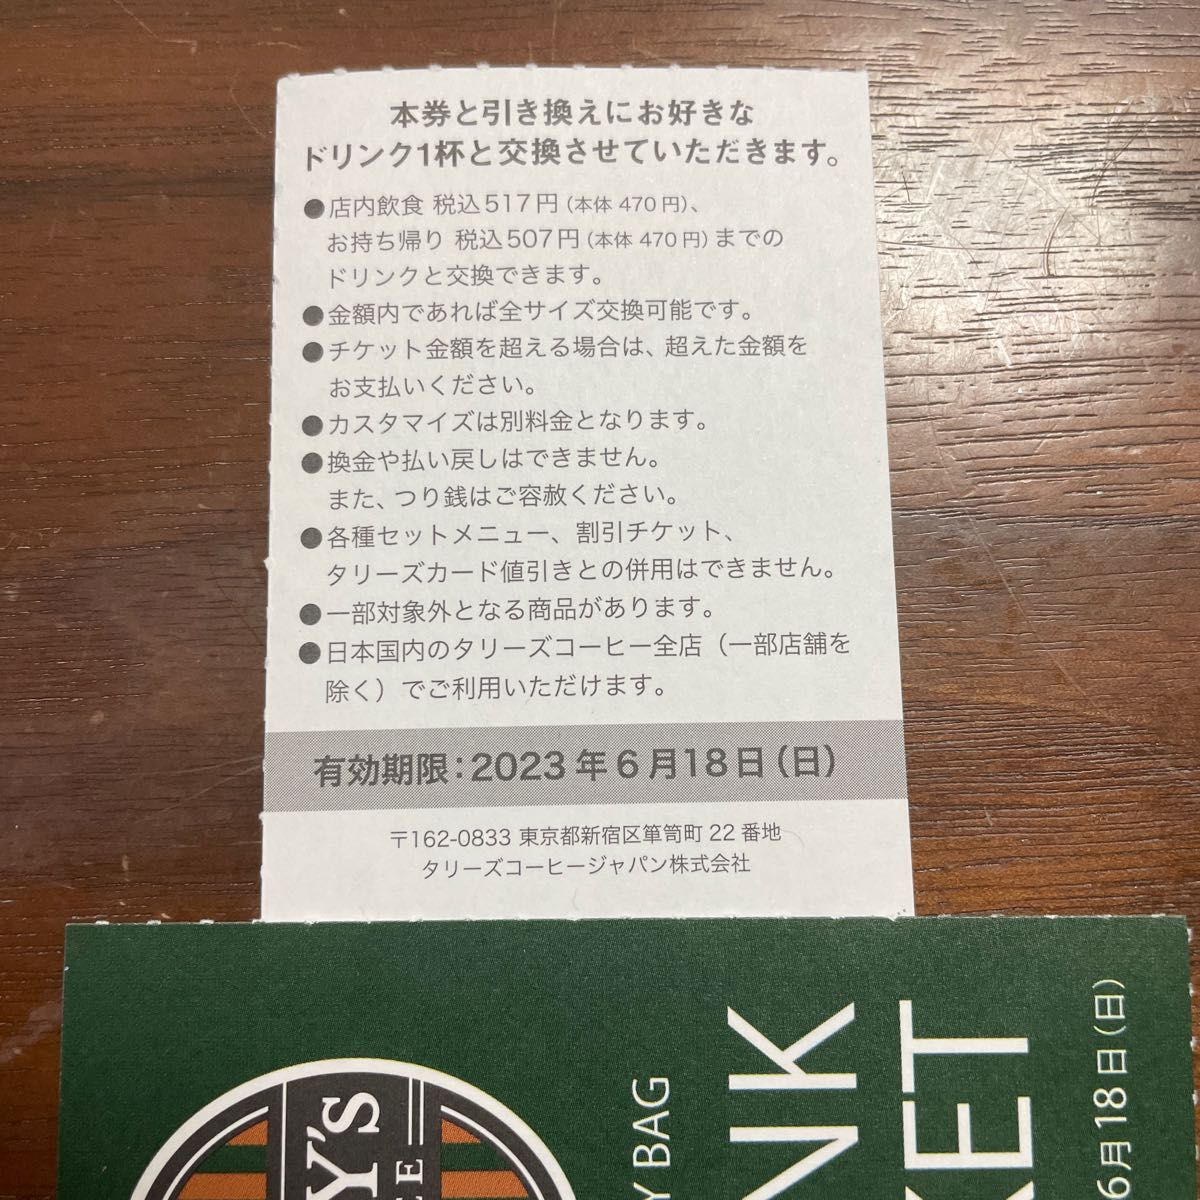 本券と引き換えにお好きな
ドリンク1杯と交換させていただきます。
●店内飲食 税込517円(本体 470円)、
お持ち帰り 税込507円(本体 470円)までの
ドリンクと交換できます。
●金額内であれば全サイズ交換可能です。
●チケット金額を超える場合は、超えた金額を
お支払いください。
●カスタマイズは別料金となります。
●換金や払い戻しはできません。
また、つり銭はご容赦ください。
●各種セットメニュー、割引チケット、
タリーズカード値引きとの併用はできません。
●一部対象外となる商品があります。
●日本国内のタリーズコーヒー全店（一部店舗を
除く）でご利用いただけます。
有効期限：2023年6月18日(日)
〒162-0833 東京都新宿区箪笥町 22 番地
タリーズコーヒージャパン株式会社
Y's
EE
Y BAG
NK
KET
6月18日(日)